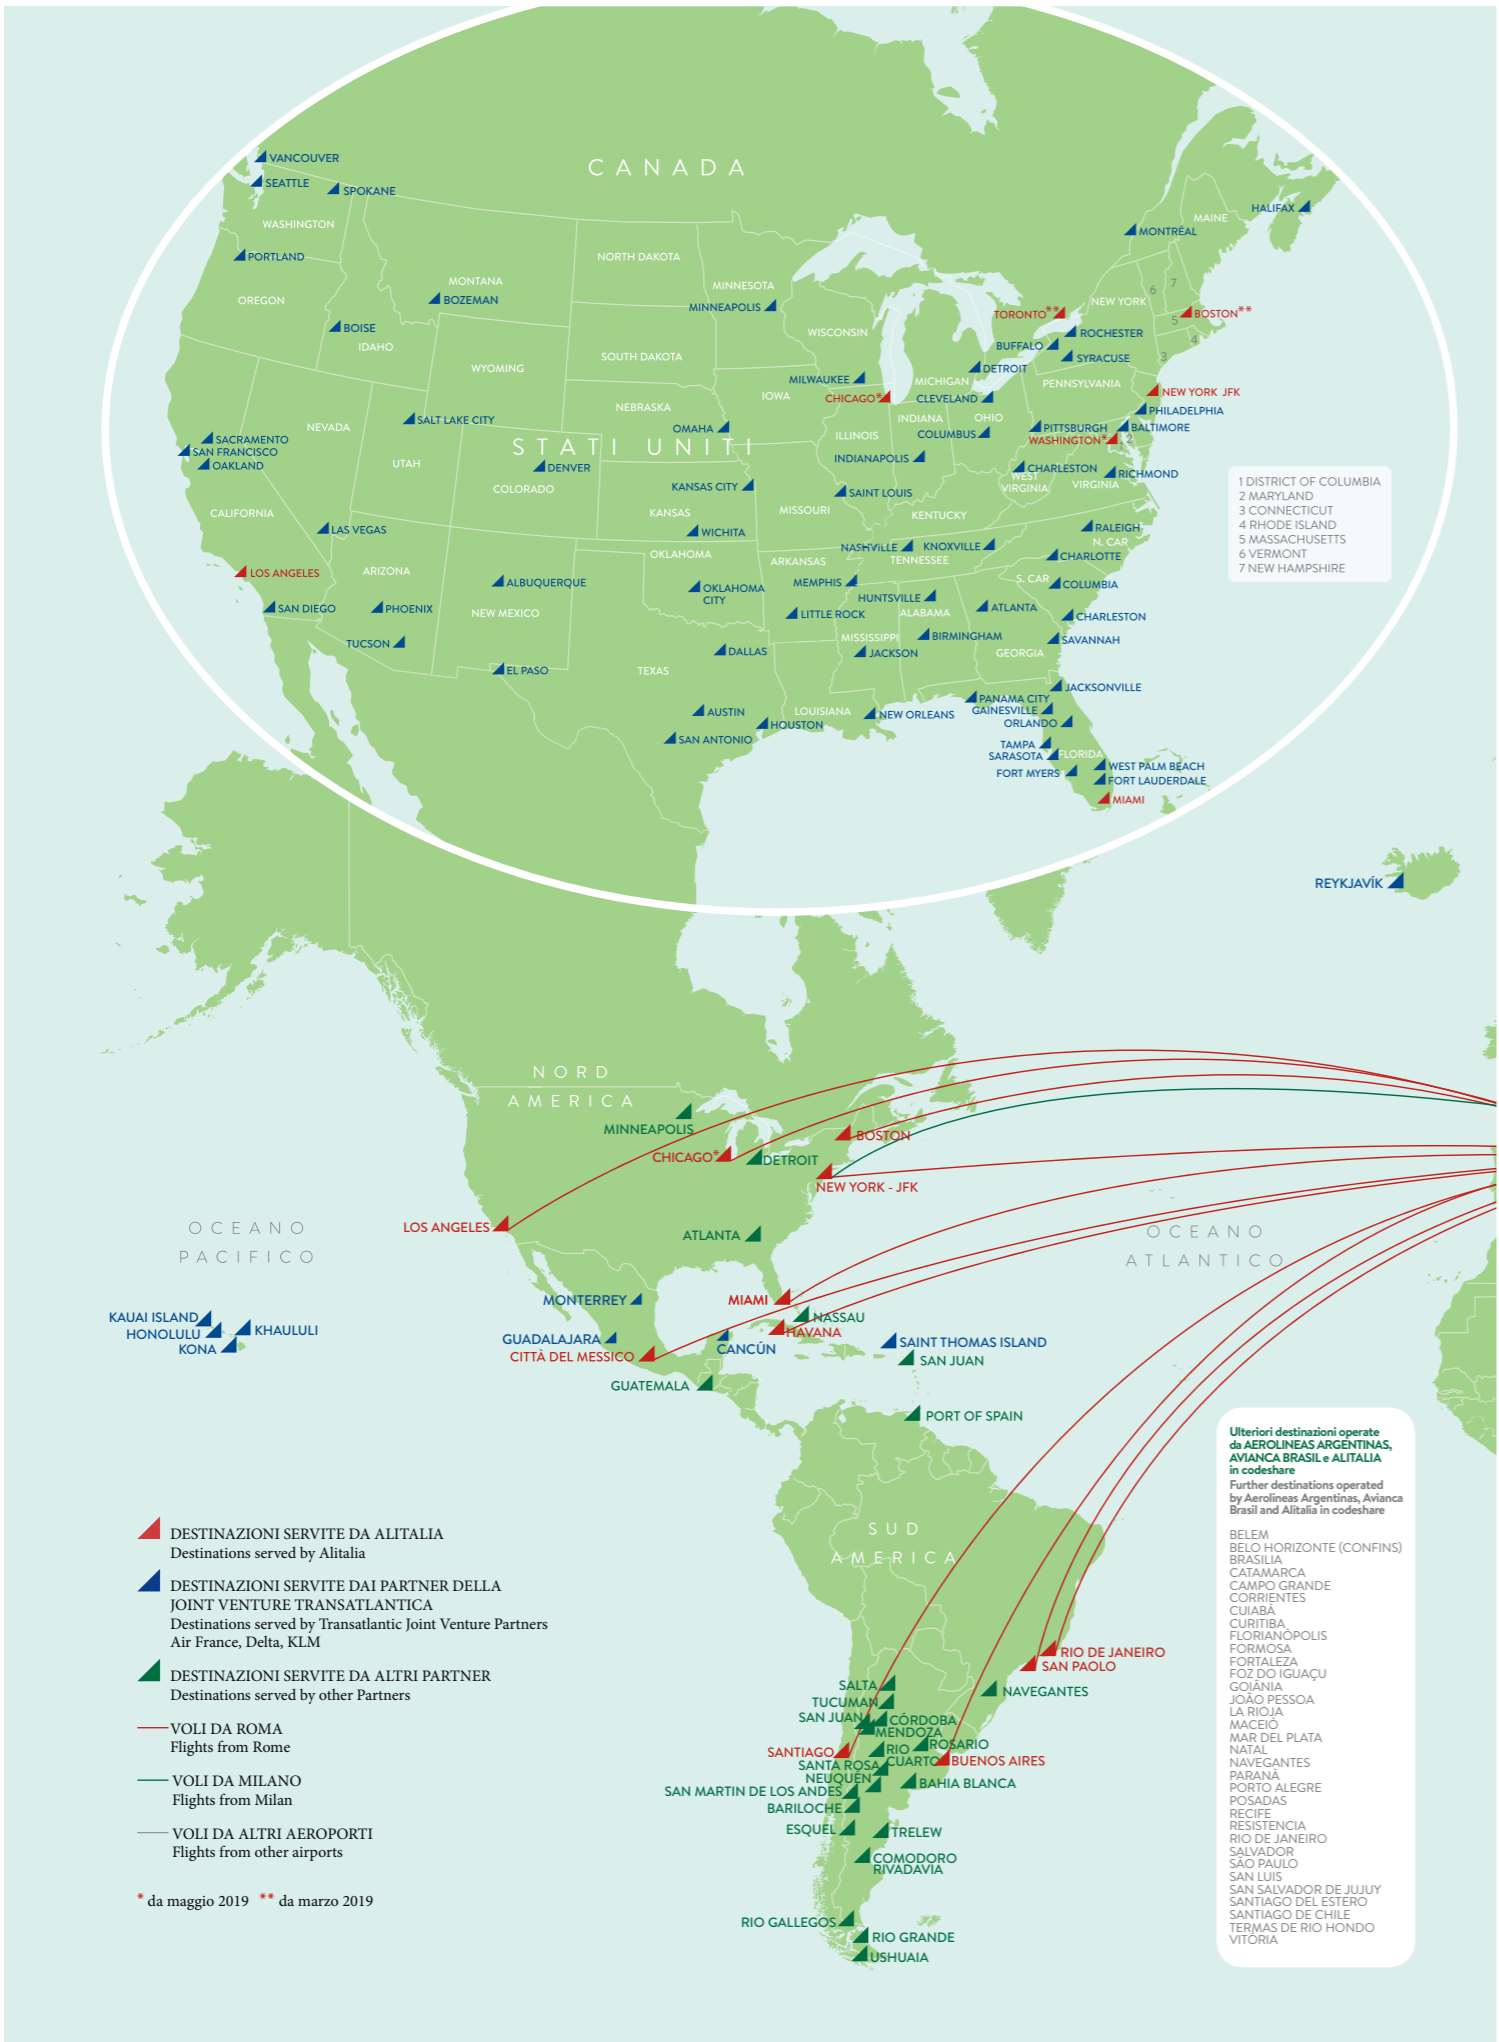 CANADA
VANCOUVER
SEATTLE
SPOKANE
WASHINGTON
HALIFAX
MAINE
MONTRÉAL
PORTLAND
NORTH DAKOTA
MONTANA
MINNESOTA
OREGON
BOZEMAN
MINNEAPOLIS
6
7
NEW YORK
TORONTO**
BOSTON**
5
BOISE
IDAHO
WISCONSIN
ROCHESTER
BUFFALO
4
SOUTH DAKOTA
SYRACUSE
3
WYOMING
DETROIT
MILWAUKEE
MICHIGAN
PENNSYLVANIA
IOWA
CHICAGO*
CLEVELAND
NEW YORK JFK
NEBRASKA
PHILADELPHIA
SALT LAKE CITY
INDIANA
OHIO
NEVADA
OMAHA
PITTSBURGH
BALTIMORE
ILLINOIS
COLUMBUS
WASHINGTON*
1
2
SACRAMENTO
STATI UNITI
SAN FRANCISCO
OAKLAND
UTAH
DENVER
INDIANAPOLIS
CHARLESTON
RICHMOND
WEST
VIRGINIA
VIRGINIA
COLORADO
KANSAS CITY
SAINT LOUIS
CALIFORNIA
KANSAS
MISSOURI
KENTUCKY
LAS VEGAS
WICHITA
RALEIGH
N. CAR
NASHVILLE
KNOXVILLE
OKLAHOMA
ARKANSAS
TENNESSEE
CHARLOTTE
LOS ANGELES
ARIZONA
ALBUQUERQUE
MEMPHIS
S. CAR
COLUMBIA
OKLAHOMA
CITY
HUNTSVILLE
SAN DIEGO
PHOENIX
NEW MEXICO
LITTLE ROCK
ALABAMA
ATLANTA
CHARLESTON
TUCSON
MISSISSIPPI
BIRMINGHAM
SAVANNAH
DALLAS
JACKSON
GEORGIA
EL PASO
TEXAS
JACKSONVILLE
PANAMA CITY
AUSTIN
LOUISIANA
NEW ORLEANS
GAINESVILLE
HOUSTON
ORLANDO
SAN ANTONIO
TAMPA
SARASOTA
FLORIDA
FORT MYERS
WEST PALM BEACH
FORT LAUDERDALE
MIAMI
1 DISTRICT OF COLUMBIA
2 MARYLAND
3 CONNECTICUT
4 RHODE ISLAND
5 MASSACHUSETTS
6 VERMONT
7 NEW HAMPSHIRE
REYKJAVÍK
NORD
AMERICA
MINNEAPOLIS
BOSTON
CHICAGO*
DETROIT
NEW YORK - JFK
LOS ANGELES
ATLANTA
OCEANO
PACIFICO
OCEANO
ATLANTICO
MONTERREY
MIAMI
KAUAI ISLAND
NASSAU
HONOLULU
KHAULULI
HAVANA
KONA
GUADALAJARA
CANCÚN
SAINT THOMAS ISLAND
CITTÀ DEL MESSICO
SAN JUAN
GUATEMALA
PORT OF SPAIN
SUD
AMERICA
RIO DE JANEIRO
SAN PAOLO
SALTA
NAVEGANTES
TUCUMAN
SAN JUAN
CÓRDOBA
MENDOZA
SANTIAGO
RIO
CUARTO
ROSARIO
SANTA ROSA
BUENOS AIRES
NEUQUÉN
BAHIA BLANCA
SAN MARTIN DE LOS ANDES
BARILOCHE
ESQUEL
TRELEW
COMODORO
RIVADAVIA
RIO GALLEGOS
RIO GRANDE
USHUAIA
DESTINAZIONI SERVITE DA ALITALIA
Destinations served by Alitalia
DESTINAZIONI SERVITE DAI PARTNER DELLA
JOINT VENTURE TRANSATLANTICA
Destinations served by Transatlantic Joint Venture Partners
Air France, Delta, KLM
DESTINAZIONI SERVITE DA ALTRI PARTNER
Destinations served by other Partners
VOLI DA ROMA
Flights from Rome
VOLI DA MILANO
Flights from Milan
VOLI DA ALTRI AEROPORTI
Flights from other airports
* da maggio 2019 ** da marzo 2019
Ulteriori destinazioni operate
da AEROLINEAS ARGENTINAS,
AVIANCA BRASIL e ALITALIA
in codeshare
Further destinations operated
by Aerolineas Argentinas, Avianca
Brasil and Alitalia in codeshare
BELEM
BELO HORIZONTE (CONFINS)
BRASILIA
CATAMARCA
CAMPO GRANDE
CORRIENTES
CUIABÁ
CURITIBA
FLORIANÓPOLIS
FORMOSA
FORTALEZA
FOZ DO IGUAÇU
GOIÂNIA
JOÃO PESSOA
LA RIOJA
MACEIÓ
MAR DEL PLATA
NATAL
NAVEGANTES
PARANÁ
PORTO ALEGRE
POSADAS
RECIFE
RESISTENCIA
RIO DE JANEIRO
SALVADOR
SÃO PAULO
SAN LUIS
SAN SALVADOR DE JUJUY
SANTIAGO DEL ESTERO
SANTIAGO DE CHILE
TERMAS DE RIO HONDO
VITÓRIA